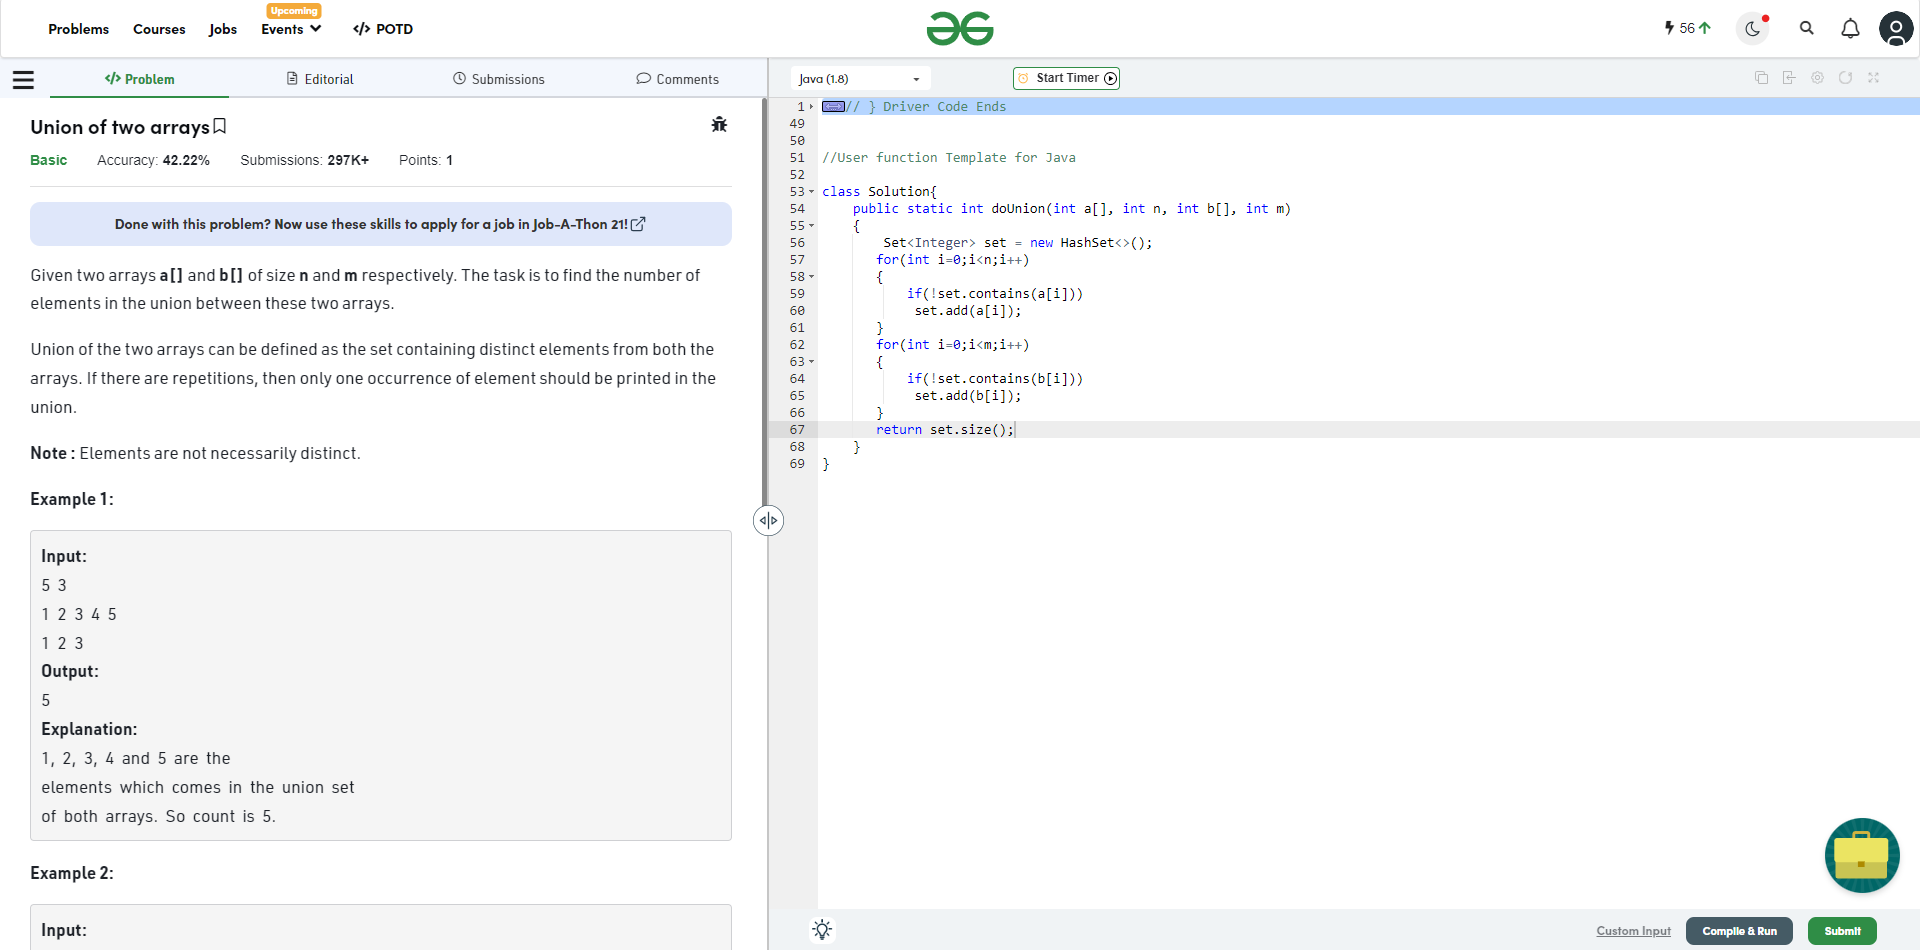 Problems Courses Jobs Upcoming Events </> POTD
56
</> Problem Editorial Submissions Comments
Union of two arrays
Basic Accuracy: 42.22% Submissions: 297K+ Points: 1
Done with this problem? Now use these skills to apply for a job in Job-A-Thon 21!
Given two arrays a[] and b[] of size n and m respectively. The task is to find the number of
elements in the union between these two arrays.
Union of the two arrays can be defined as the set containing distinct elements from both the
arrays. If there are repetitions, then only one occurrence of element should be printed in the
union.
Note : Elements are not necessarily distinct.
Example 1:
Input:
5 3
1 2 3 4 5
1 2 3
Output:
5
Explanation:
1, 2, 3, 4 and 5 are the
elements which comes in the union set
of both arrays. So count is 5.
Example 2:
Input:
Java (1.8) Start Timer
1 // } Driver Code Ends
49
50
51 //User function Template for Java
52
53 class Solution{
54 public static int doUnion(int a[], int n, int b[], int m)
55 {
56 Set<Integer> set = new HashSet<>();
57 for(int i=0;i<n;i++)
58 {
59 if(!set.contains(a[i]))
60 set.add(a[i]);
61 }
62 for(int i=0;i<m;i++)
63 {
64 if(!set.contains(b[i]))
65 set.add(b[i]);
66 }
67 return set.size();
68 }
69 }
Custom Input Compile & Run Submit